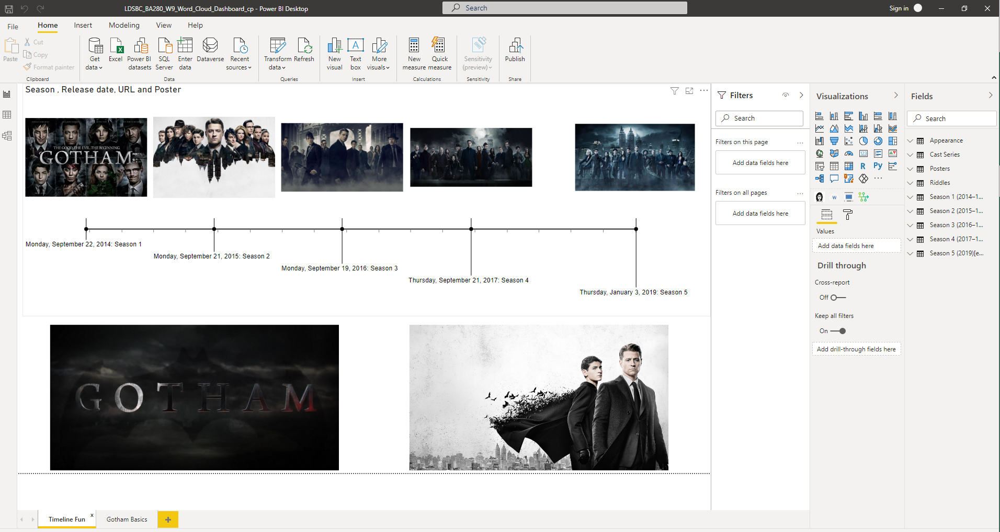 LDSBC_BA280_W9_Word_Cloud_Dashboard_cp - Power BI Desktop
Search
Sign in
File
Home
Insert
Modeling
View
Help
Paste
Cut
Copy
Format painter
Clipboard
Get data
Excel
Power BI datasets
SQL Server
Enter data
Dataverse
Recent sources
Data
Transform data
Refresh
Queries
New visual
Text box
A
More visuals
Insert
New measure
Quick measure
Calculations
Sensitivity (preview)
Sensitivity
Publish
Share
Season , Release date, URL and Poster
THE GOOD. THE EVIL. THE BEGINNING.
GOTHAM
Monday, September 22, 2014: Season 1
Monday, September 21, 2015: Season 2
Monday, September 19, 2016: Season 3
Thursday, September 21, 2017: Season 4
Thursday, January 3, 2019: Season 5
GOTHAM
Timeline Fun
x
Gotham Basics
+
Filters
Search
Filters on this page
...
Add data fields here
Filters on all pages
...
Add data fields here
Visualizations
123
R
Py
...
W
Values
Add data fields here
Drill through
Cross-report
Off
Keep all filters
On
Add drill-through fields here
Fields
Search
Appearance
Cast Series
Posters
Riddles
Season 1 (2014–1...
Season 2 (2015–1...
Season 3 (2016–1...
Season 4 (2017–1...
Season 5 (2019)[e...